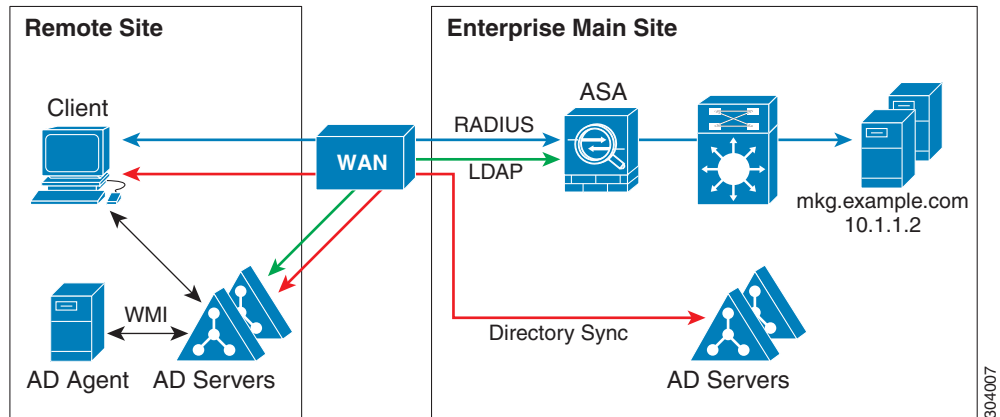 Remote Site
Enterprise Main Site
Client
ASA
RADIUS
WAN
LDAP
mkg.example.com
10.1.1.2
WMI
Directory Sync
AD Agent
AD Servers
AD Servers
304007